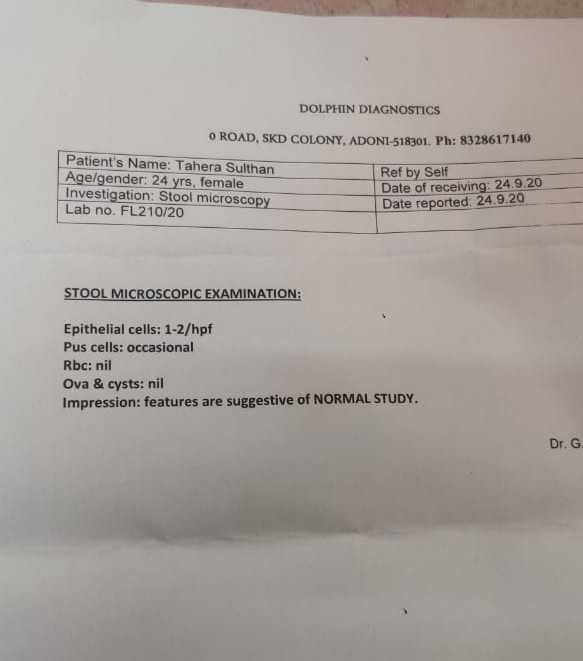 DOLPHIN DIAGNOSTICS
0 ROAD, SKD COLONY, ADONI-518301. Ph: 8328617140
Patient's Name: Tahera Sulthan
Ref by Self
Age/gender: 24 yrs, female
Date of receiving: 24.9.20
Investigation: Stool microscopy
Date reported: 24.9.20
Lab no. FL210/20
STOOL MICROSCOPIC EXAMINATION:
Epithelial cells: 1-2/hpf
Pus cells: occasional
Rbc: nil
Ova & cysts: nil
Impression: features are suggestive of NORMAL STUDY.
Dr. G.